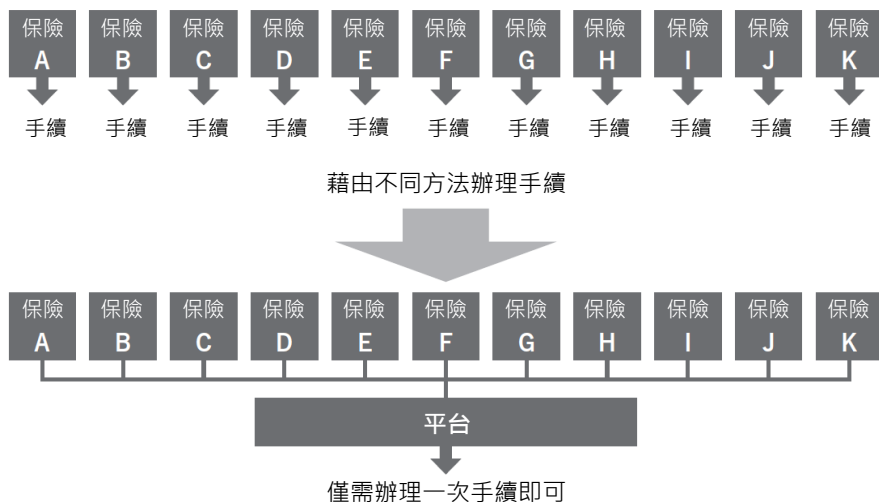 保險 保險 保險 保險 保險 保險 保險 保險 保險 保險 保險
A B C D E F G H I J K
手續 手續 手續 手續 手續 手續 手續 手續 手續 手續 手續
藉由不同方法辦理手續
保險 保險 保險 保險 保險 保險 保險 保險 保險 保險 保險
A B C D E F G H I J K
平台
僅需辦理一次手續即可